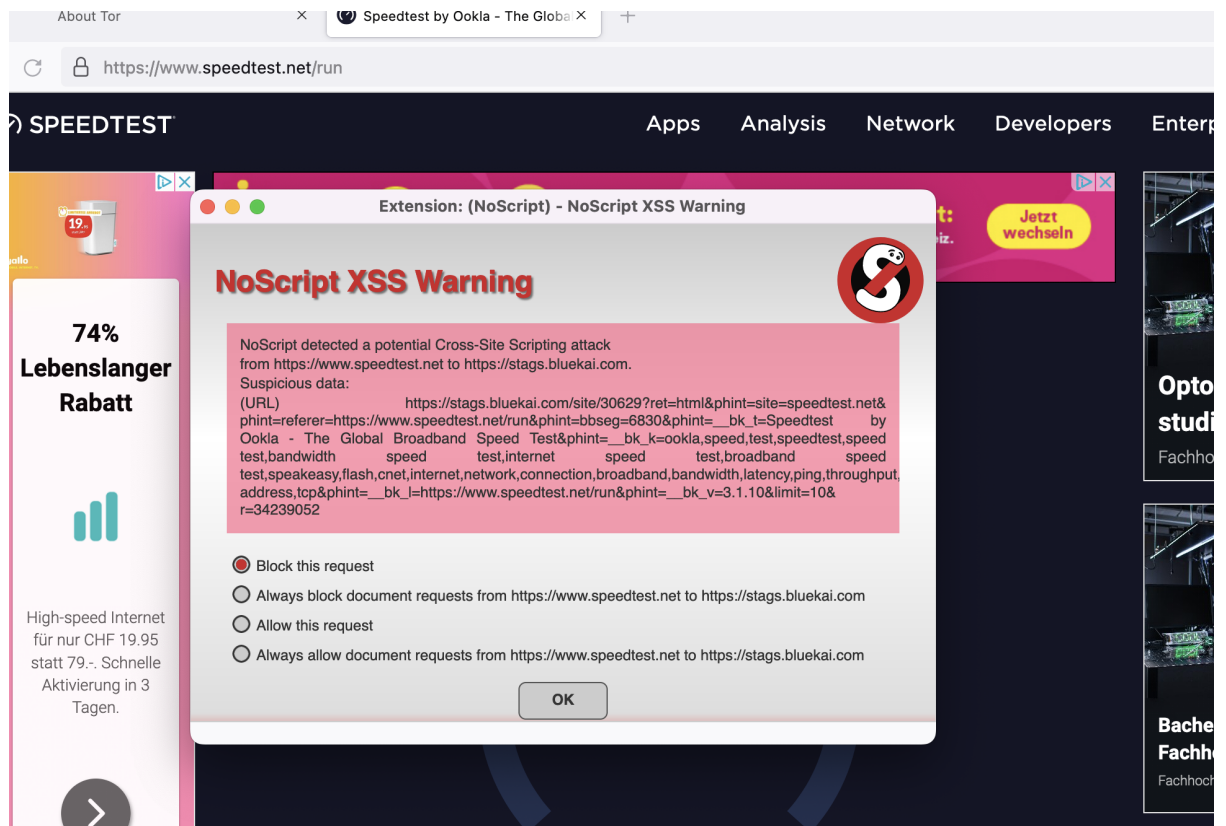 About Tor
Speedtest by Ookla - The Globa
https://www.speedtest.net/run
SPEEDTEST
Apps Analysis Network Developers Enterp
19.
74%
Lebenslanger
Rabatt
High-speed Internet
für nur CHF 19.95
statt 79.-. Schnelle
Aktivierung in 3
Tagen.
t:
iz.
Jetzt
wechseln
Extension: (NoScript) - NoScript XSS Warning
NoScript XSS Warning
NoScript detected a potential Cross-Site Scripting attack
from https://www.speedtest.net to https://stags.bluekai.com.
Suspicious data:
(URL) https://stags.bluekai.com/site/30629?ret=html&phint=site=speedtest.net&
phint=referer=https://www.speedtest.net/run&phint=bbseg=6830&phint=__bk_t=Speedtest by
Ookla - The Global Broadband Speed Test&phint=__bk_k=ookla,speed,test,speedtest,speed
test,bandwidth speed test,internet speed test,broadband speed
test,speakeasy,flash,cnet,internet,network,connection,broadband,bandwidth,latency,ping,throughput,
address,tcp&phint=__bk_l=https://www.speedtest.net/run&phint=__bk_v=3.1.10&limit=10&
r=34239052
Block this request
Always block document requests from https://www.speedtest.net to https://stags.bluekai.com
Allow this request
Always allow document requests from https://www.speedtest.net to https://stags.bluekai.com
OK
Opto
studi
Fachho
Bache
Fachh
Fachhoch